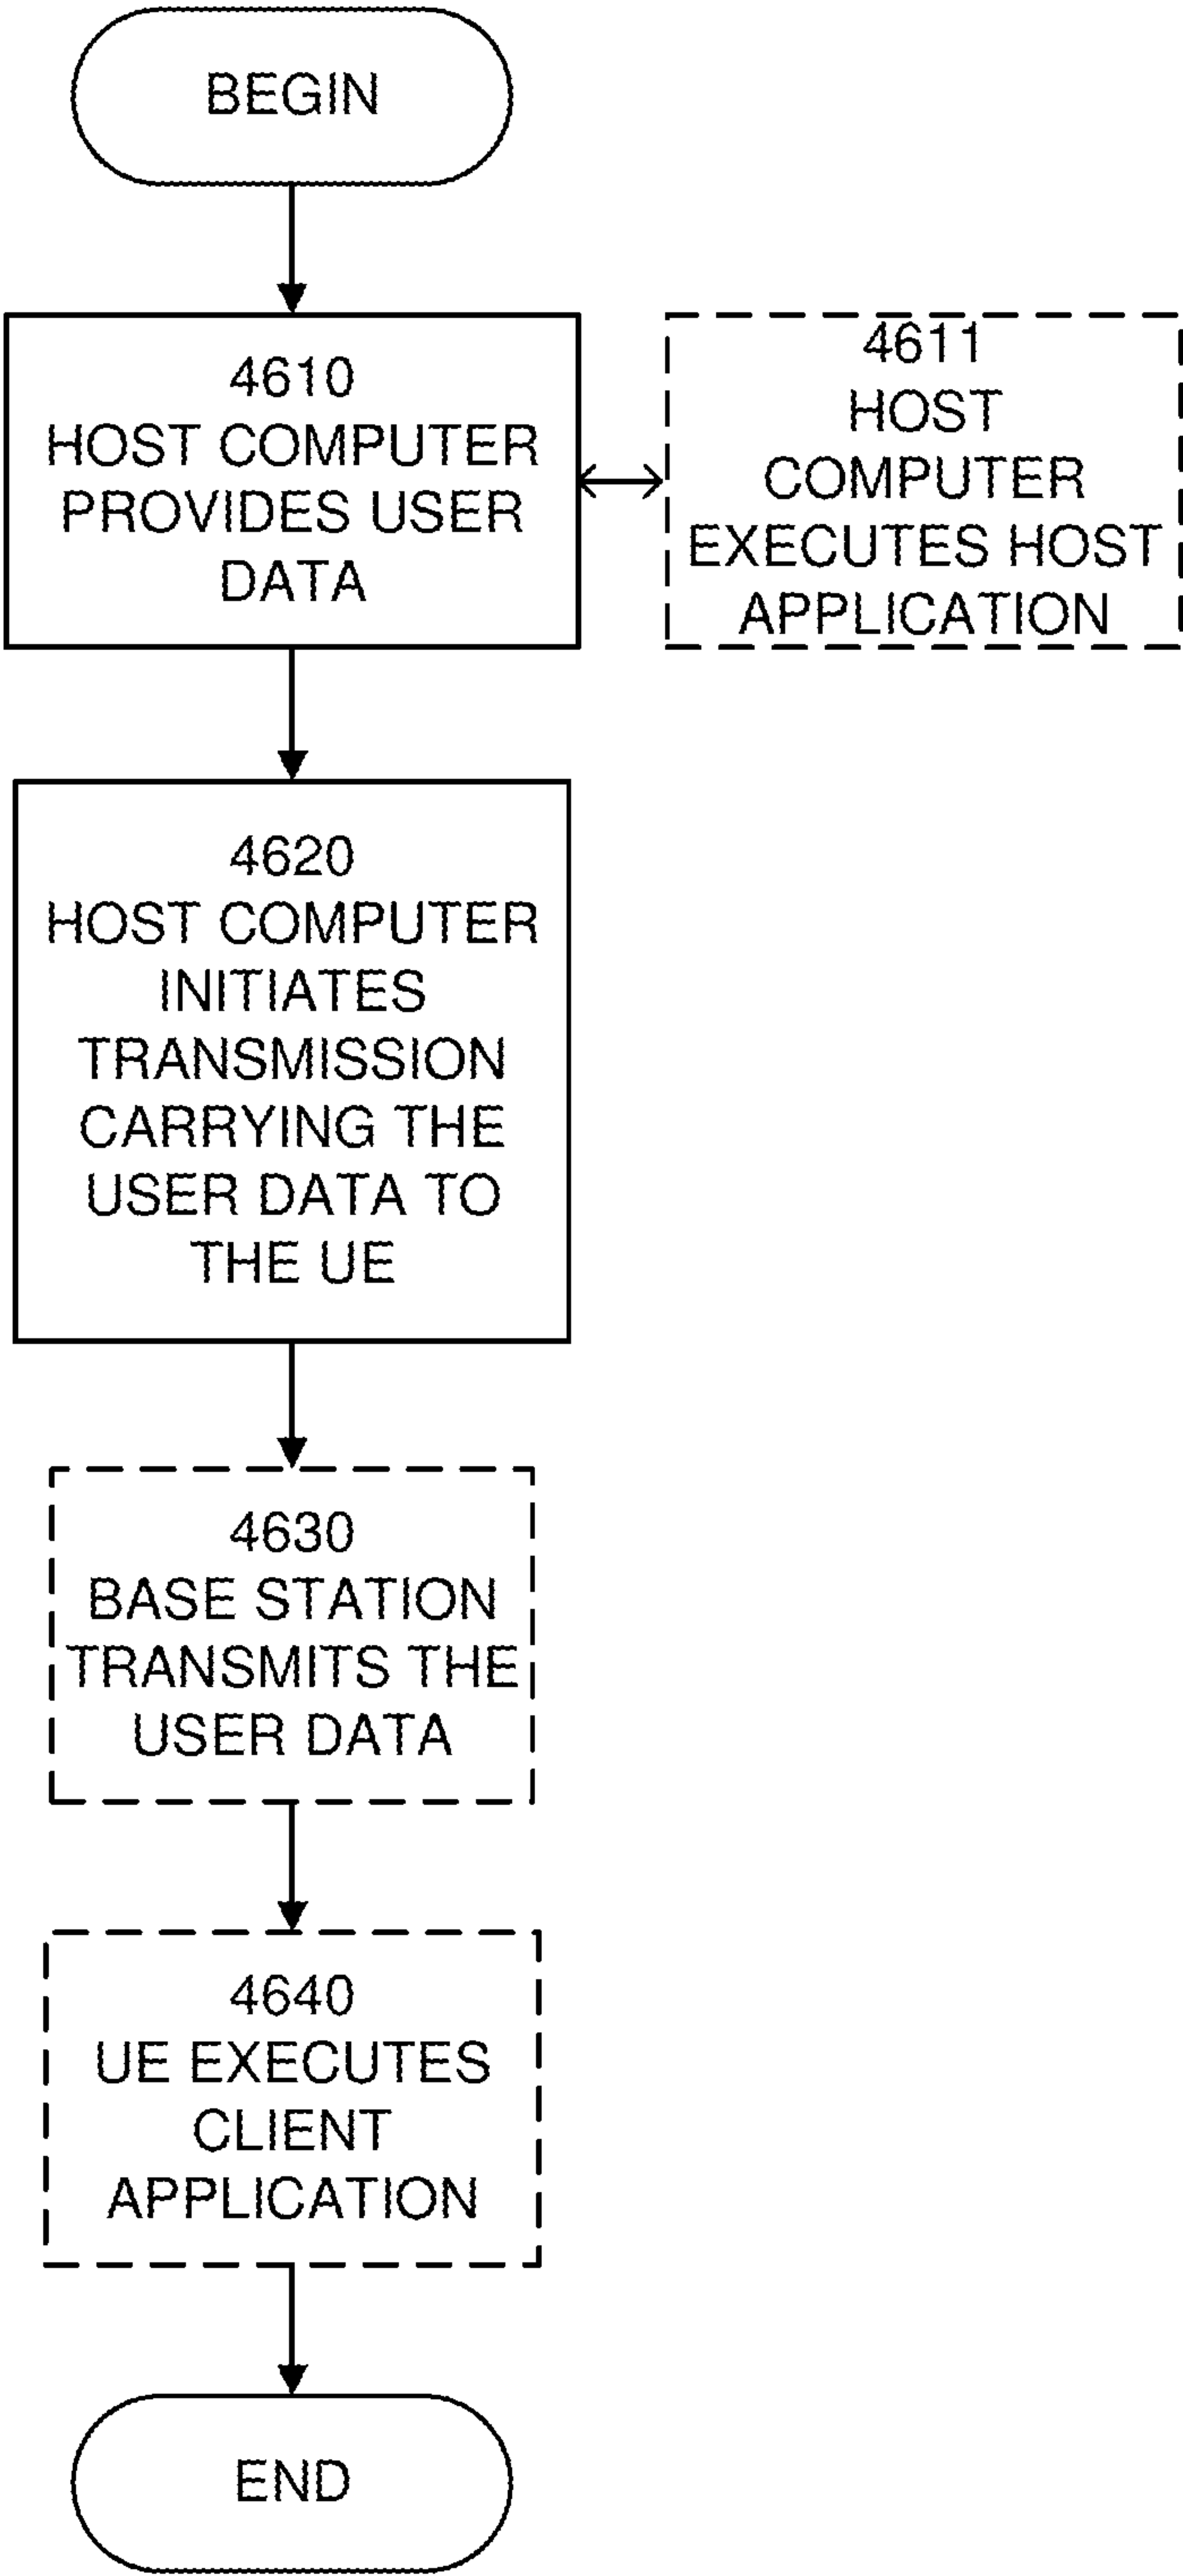 BEGIN
4610
HOST COMPUTER
PROVIDES USER
DATA
4611
HOST
COMPUTER
EXECUTES HOST
APPLICATION
4620
HOST COMPUTER
INITIATES
TRANSMISSION
CARRYING THE
USER DATA TO
THE UE
4630
BASE STATION
TRANSMITS THE
USER DATA
4640
UE EXECUTES
CLIENT
APPLICATION
END